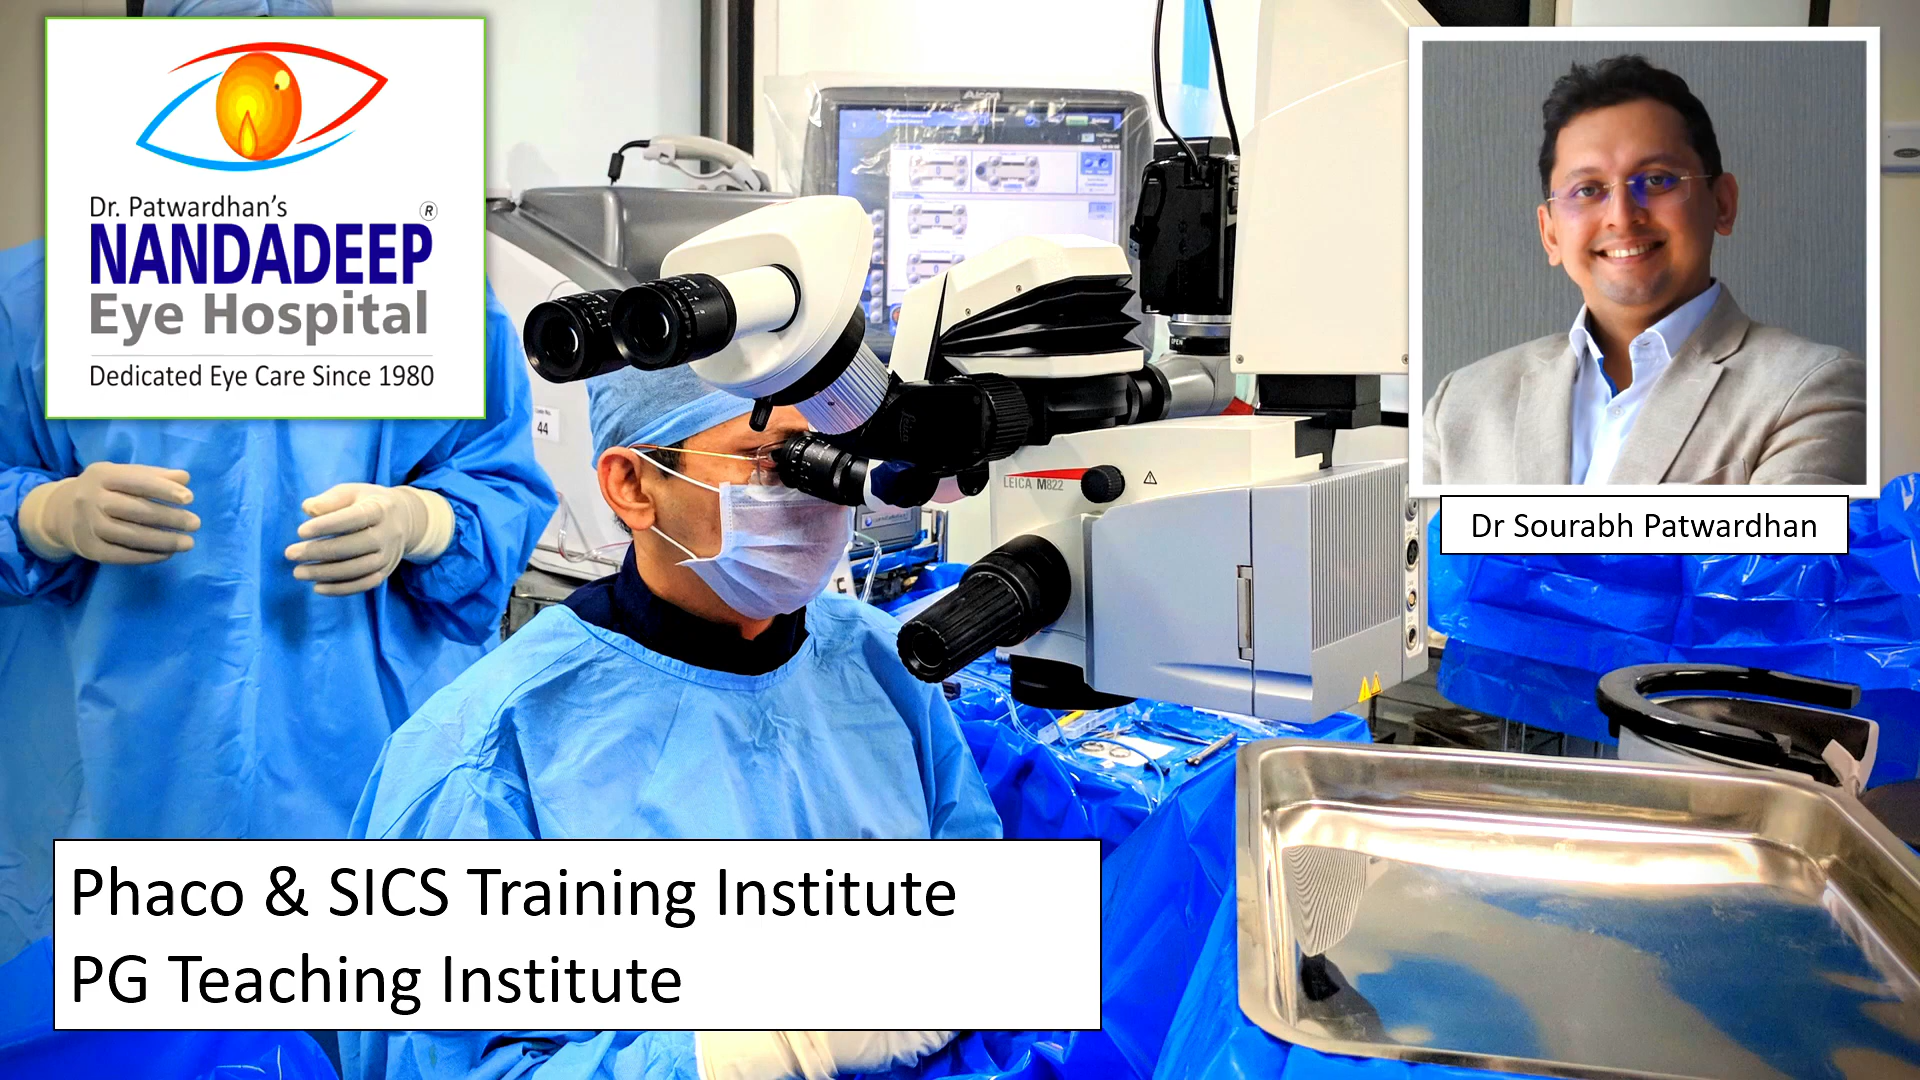 Dr. Patwardhan's
NANDADEEP ®
Eye Hospital
Dedicated Eye Care Since 1980
Alcon
44
LEICA M822
Dr Sourabh Patwardhan
Phaco & SICS Training Institute
PG Teaching Institute